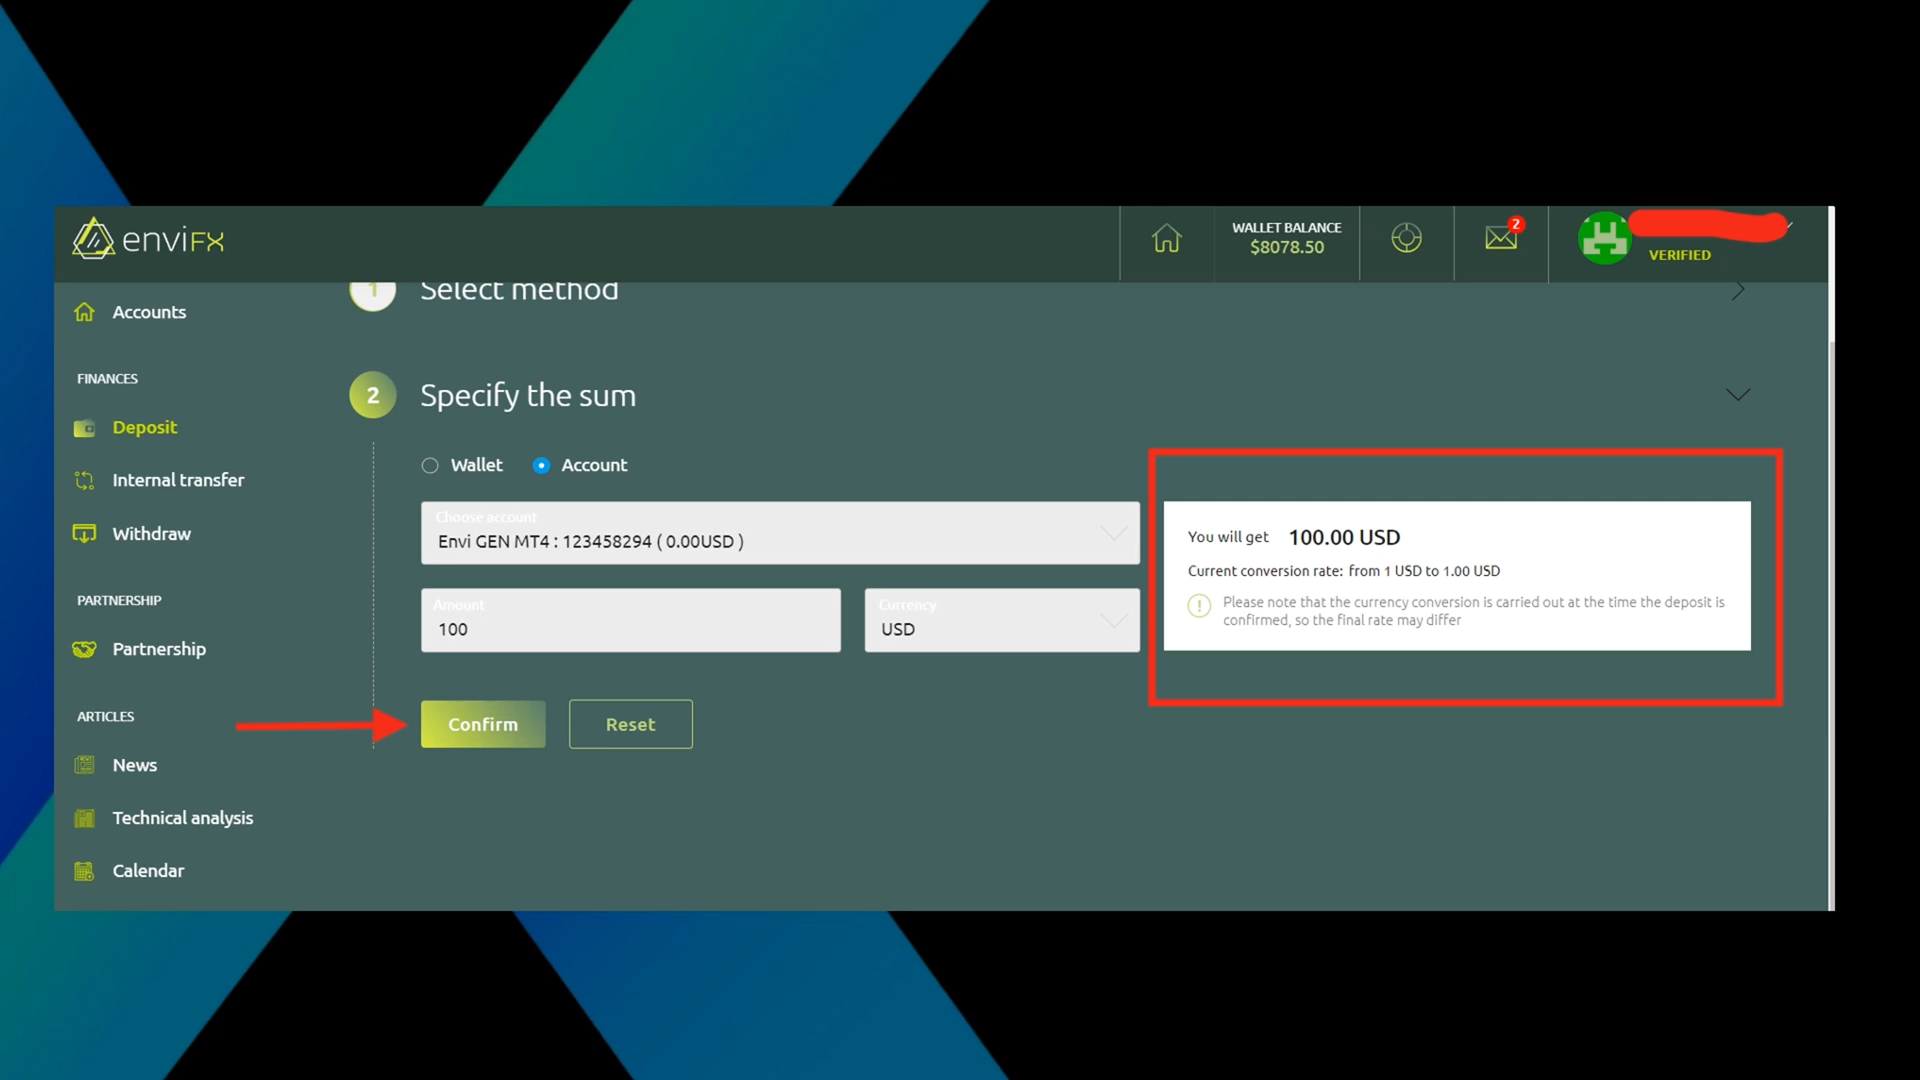 enviFX
WALLET BALANCE
$8078.50
2
VERIFIED
1
Select method
Accounts
FINANCES
2
Specify the sum
Deposit
Wallet
Account
Internal transfer
Choose account
Envi GEN MT4 : 123458294 ( 0.00USD )
You will get 100.00 USD
Withdraw
Current conversion rate: from 1 USD to 1.00 USD
Please note that the currency conversion is carried out at the time the deposit is
confirmed, so the final rate may differ
PARTNERSHIP
Amount
100
Currency
USD
Partnership
ARTICLES
Confirm
Reset
News
Technical analysis
Calendar